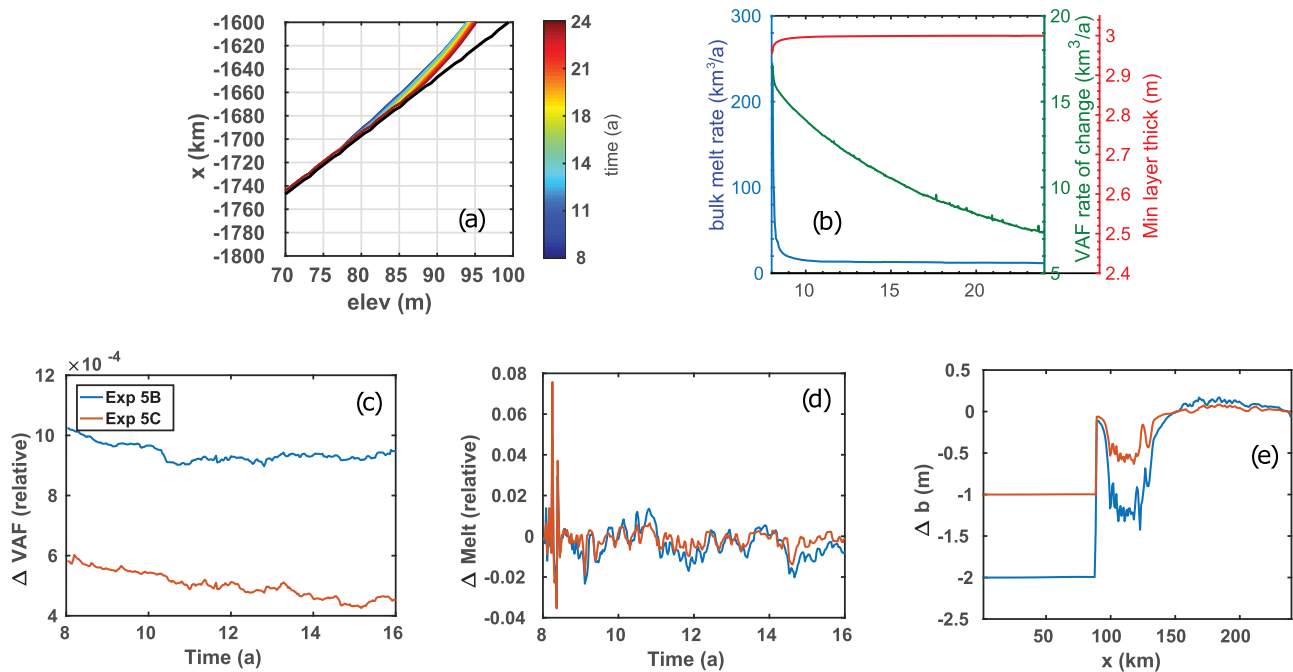 -1600
-1620
-1640
-1660
-1680
-1700
-1720
-1740
-1760
-1780
-1800
x (km)
70 75 80 85 90 95 100
elev (m)
(a)
24
21
18
14
11
8
time (a)
300
200
100
0
bulk melt rate (km3/a)
10 15 20
(b)
20
15
10
5
VAF rate of change (km3/a)
3
2.9
2.8
2.7
2.6
2.5
2.4
Min layer thick (m)
×10 -4
12
10
8
6
4
Δ VAF (relative)
Exp 5B
Exp 5C
(c)
8 10 12 14 16
Time (a)
0.08
0.06
0.04
0.02
0
-0.02
-0.04
Δ Melt (relative)
(d)
8 10 12 14 16
Time (a)
0.5
0
-0.5
-1
-1.5
-2
-2.5
Δ b (m)
(e)
50 100 150 200
x (km)